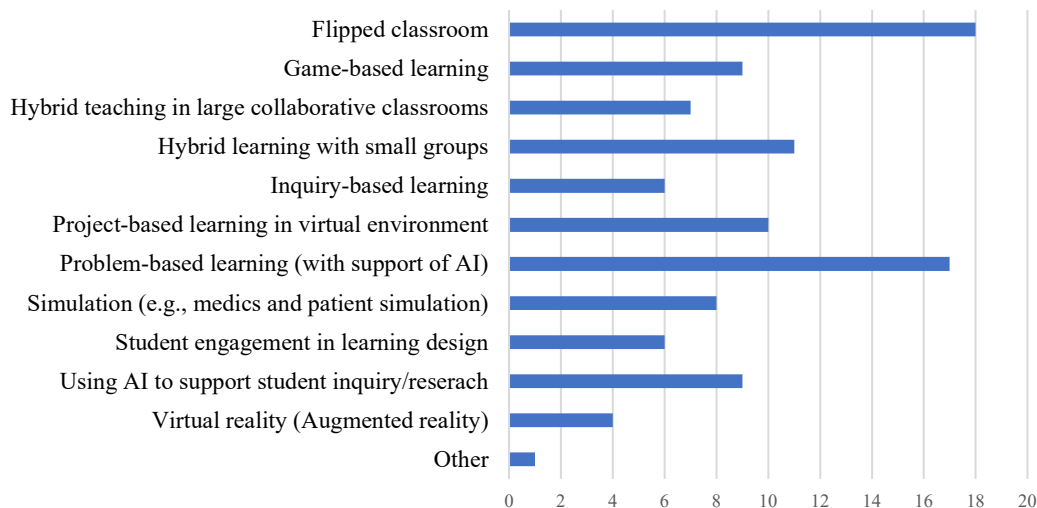 Flipped classroom
Game-based learning
Hybrid teaching in large collaborative classrooms
Hybrid learning with small groups
Inquiry-based learning
Project-based learning in virtual environment
Problem-based learning (with support of AI)
Simulation (e.g., medics and patient simulation)
Student engagement in learning design
Using AI to support student inquiry/reserach
Virtual reality (Augmented reality)
Other
0 2 4 6 8 10 12 14 16 18 20